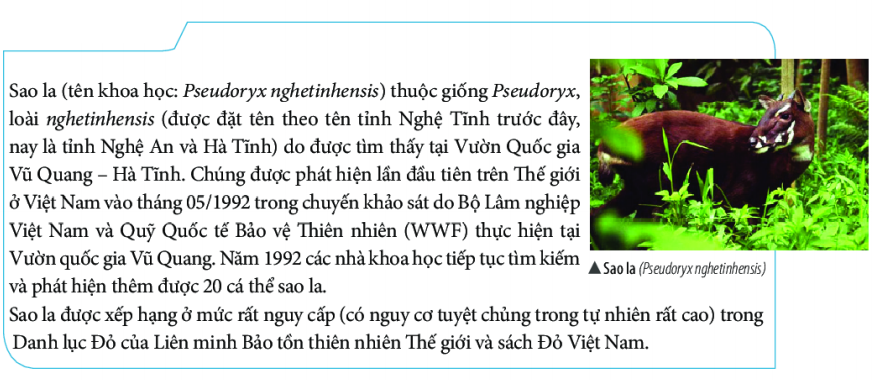 Sao la (tên khoa học: Pseudoryx nghetinhensis) thuộc giống Pseudoryx,
loài nghetinhensis (được đặt tên theo tên tỉnh Nghệ Tĩnh trước đây,
nay là tỉnh Nghệ An và Hà Tĩnh) do được tìm thấy tại Vườn Quốc gia
Vũ Quang – Hà Tĩnh. Chúng được phát hiện lần đầu tiên trên Thế giới
ở Việt Nam vào tháng 05/1992 trong chuyến khảo sát do Bộ Lâm nghiệp
Việt Nam và Quỹ Quốc tế Bảo vệ Thiên nhiên (WWF) thực hiện tại
Vườn quốc gia Vũ Quang. Năm 1992 các nhà khoa học tiếp tục tìm kiếm
và phát hiện thêm được 20 cá thể sao la.
Sao la được xếp hạng ở mức rất nguy cấp (có nguy cơ tuyệt chủng trong tự nhiên rất cao) trong
Danh lục Đỏ của Liên minh Bảo tồn thiên nhiên Thế giới và sách Đỏ Việt Nam.
▲ Sao la (Pseudoryx nghetinhensis)